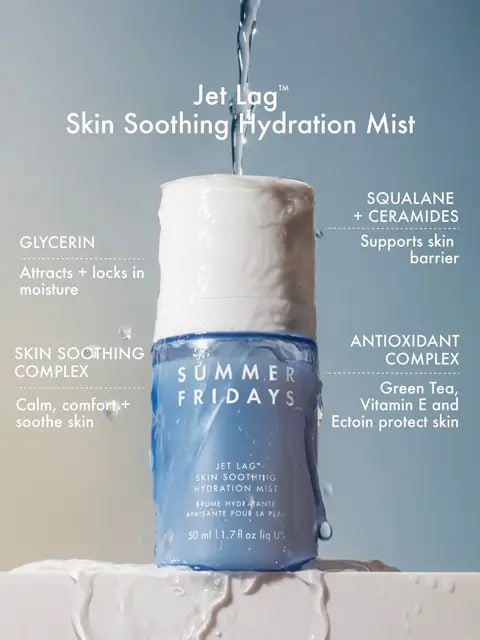 Jet Lag™
Skin Soothing Hydration Mist
GLYCERIN
Attracts + locks in
moisture
SQUALANE
+ CERAMIDES
Supports skin
barrier
SKIN SOOTHING
COMPLEX
Calm, comfort +
soothe skin
ANTIOXIDANT
COMPLEX
Green Tea,
Vitamin E and
Ectoin protect skin
SUMMER
FRIDAYS
JET LAG™
SKIN SOOTHING
HYDRATION MIST
BRUME HYDRATANTE
APAISANTE POUR LA PEAU
50 ml | 1.7 fl oz liq US